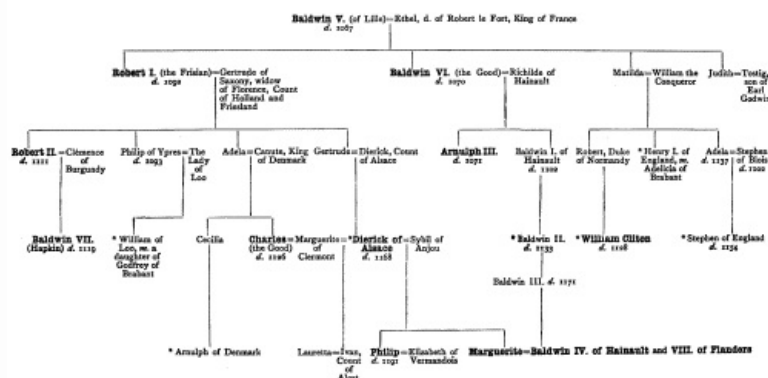 Baldwin V. (of Lille)=Ethel, d. of Robert le Fort, King of France
d. 1067
Robert I. (the Frisian)=Gertrude of
d. 1092
Saxony, widow
of Florence, Count
of Holland and
Friesland
Baldwin VI. (the Good)=Richilde of
d. 1070
Hainault
Matilda=William the
Conqueror
Judith=Tostig,
son of
Earl
Godwin
Robert II.=Clémence
d. 1111
of
Burgundy
Philip of Ypres=The
d. 1093
Lady
of
Loo
Adela=Canute, King
of Denmark
Gertrude=Dierick, Count
of Alsace
Arnulph III.
d. 1071
Baldwin I. of
Hainault
d. 1100
Robert, Duke
of Normandy
* Henry I. of
England, m.
Adelicia of
Brabant
Adela=Stephen
d. 1137
of Blois
Baldwin VII.
(Hapkin) d. 1119
* William of
Loo, m. a
daughter of
Godfrey of
Brabant
Cecilia
Charles=Marguerite=*Dierick of=Sybil of
(the Good)
of
Alsace
Anjou
d. 1126
Clermont
d. 1168
* Baldwin II.
d. 1133
* William Cliton
d. 1128
* Stephen of England
d. 1154
Baldwin III. d. 1171
* Arnulph of Denmark
Lauretta=Ivan,
Count
of
Alost
Philip=Elizabeth of
d. 1191
Vermandois
Marguerite=Baldwin IV. of Hainault and VIII. of Flanders